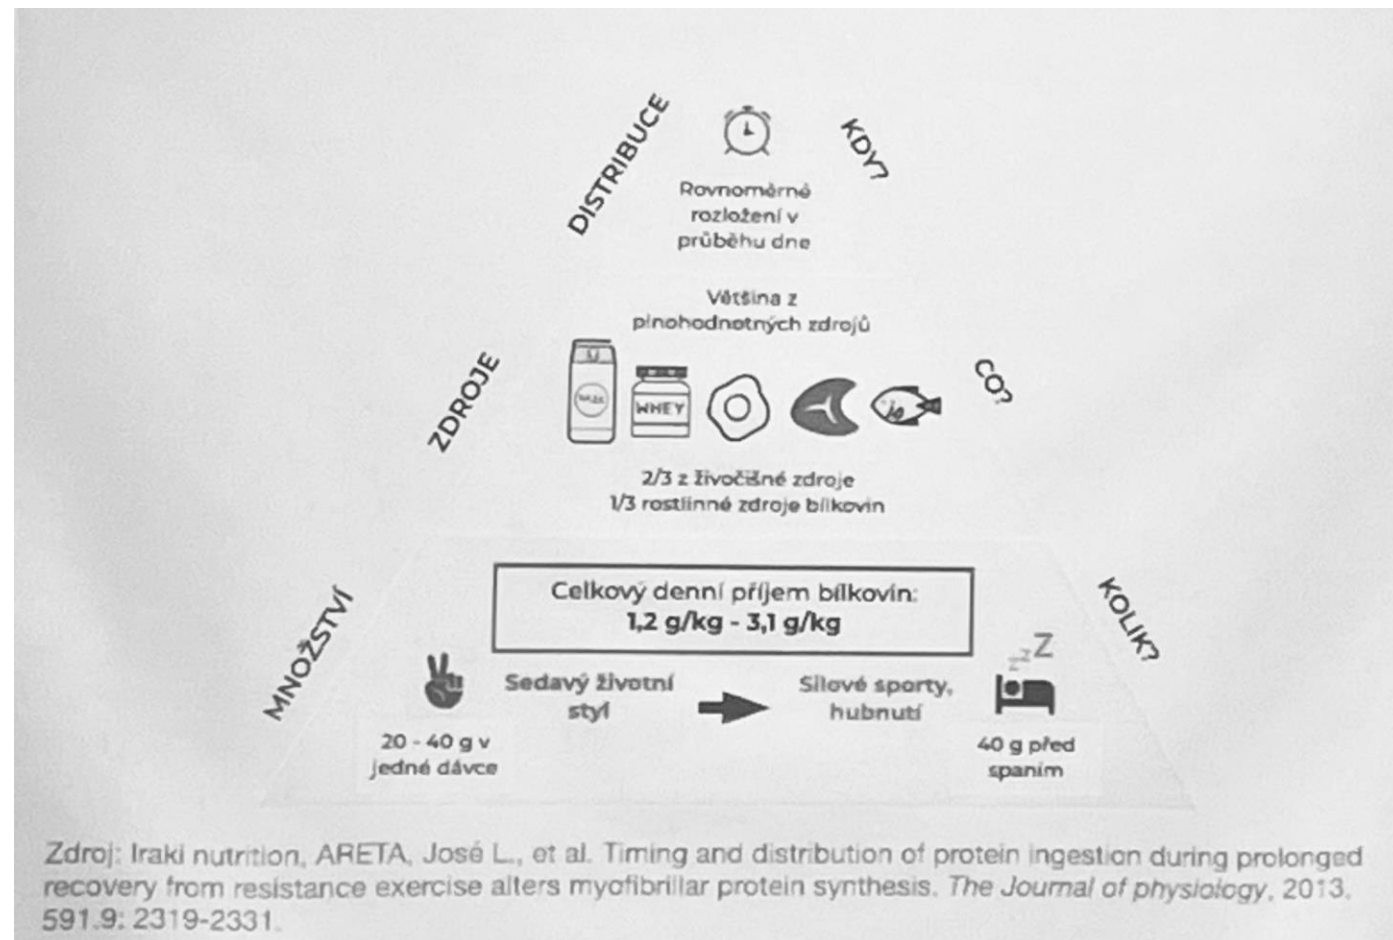 DISTRIBUCE
KDY?
Rovnoměrné
rozložení v
průběhu dne
Většina z
plnohodnotných zdrojů
ZDROJE
CO?
MILK
WHEY
2/3 z živočišné zdroje
1/3 rostlinné zdroje bílkovin
MNOŽSTVÍ
KOLIK?
Celkový denní příjem bílkovin:
1,2 g/kg - 3,1 g/kg
zzZ
Sedavý životní
styl
Silové sporty,
hubnutí
20 - 40 g v
jedné dávce
40 g před
spaním
Zdroj: Iraki nutrition, ARETA, José L., et al. Timing and distribution of protein ingestion during prolonged
recovery from resistance exercise alters myofibrillar protein synthesis. The Journal of physiology, 2013,
591.9: 2319-2331.